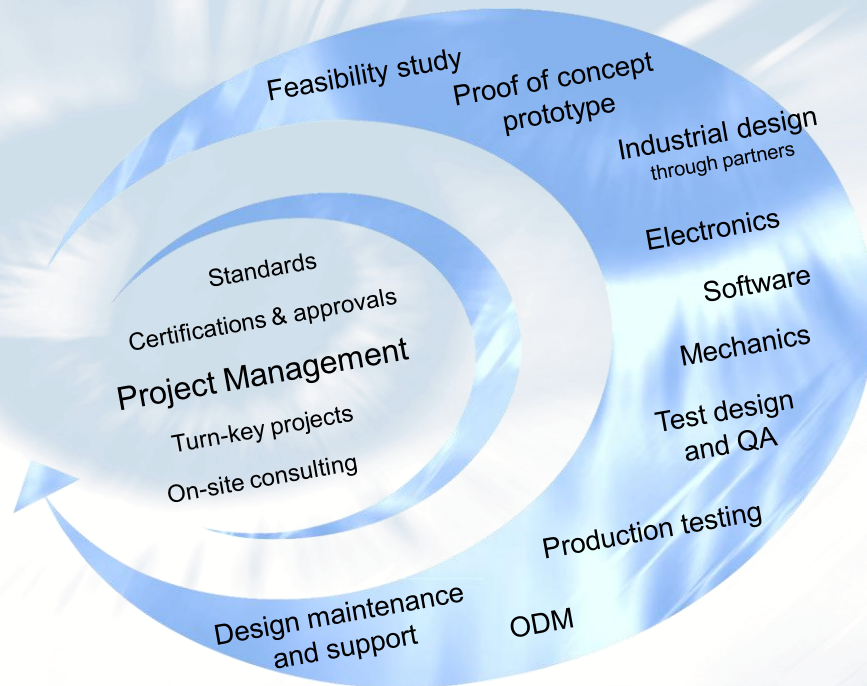 Feasibility study
Proof of concept
prototype
Industrial design
through partners
Electronics
Software
Mechanics
Test design
and QA
Production testing
ODM
Design maintenance
and support
Standards
Certifications & approvals
Project Management
Turn-key projects
On-site consulting